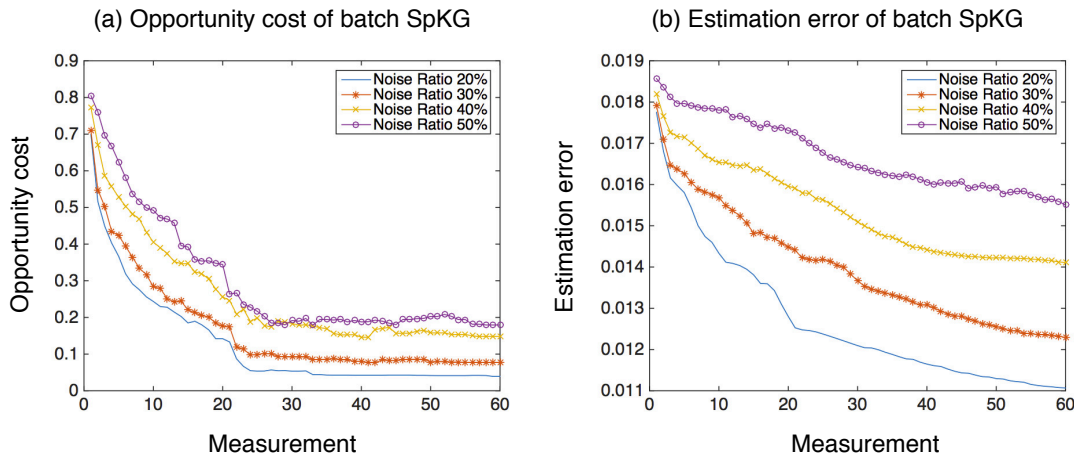 (a) Opportunity cost of batch SpKG
0.9
0.8
0.7
0.6
0.5
0.4
0.3
0.2
0.1
0
Opportunity cost
Noise Ratio 20%
Noise Ratio 30%
Noise Ratio 40%
Noise Ratio 50%
0 10 20 30 40 50 60
Measurement
(b) Estimation error of batch SpKG
0.019
0.018
0.017
0.016
0.015
0.014
0.013
0.012
0.011
Estimation error
Noise Ratio 20%
Noise Ratio 30%
Noise Ratio 40%
Noise Ratio 50%
0 10 20 30 40 50 60
Measurement